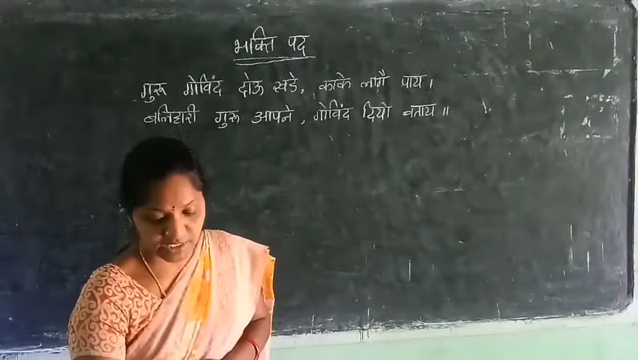 भक्ति पद
गुरू गोविंद दोऊ खडे, काके लागै पाय।
बलिहारी गुरू आपने, गोविंद दियो बताय॥